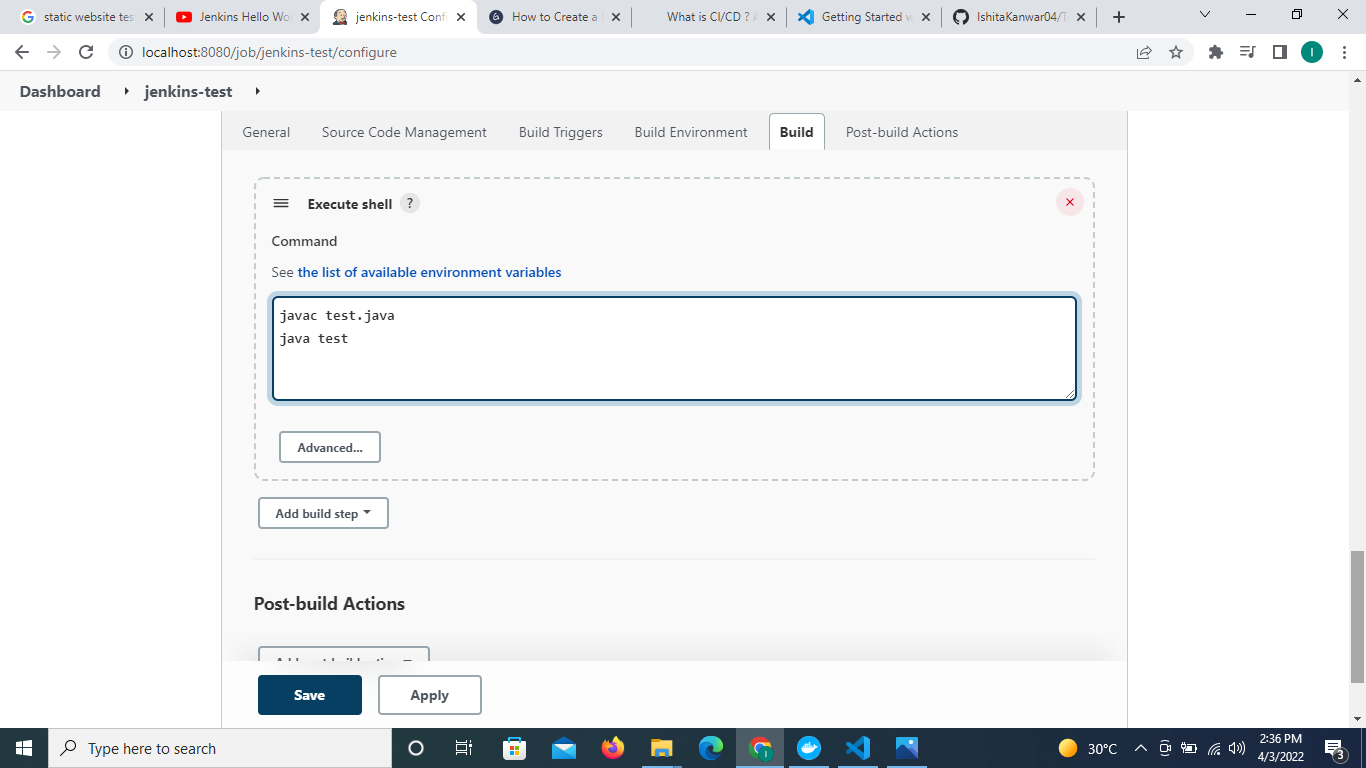 static website tes
Jenkins Hello Wo
jenkins-test Confi
How to Create a
What is CI/CD ?
Getting Started w
IshitaKanwar04/T
localhost:8080/job/jenkins-test/configure
I
Dashboard
jenkins-test
General
Source Code Management
Build Triggers
Build Environment
Build
Post-build Actions
Execute shell ?
Command
See the list of available environment variables
javac test.java
java test
Advanced...
Add build step
Post-build Actions
Save
Apply
Type here to search
30°C
2:36 PM
4/3/2022
3